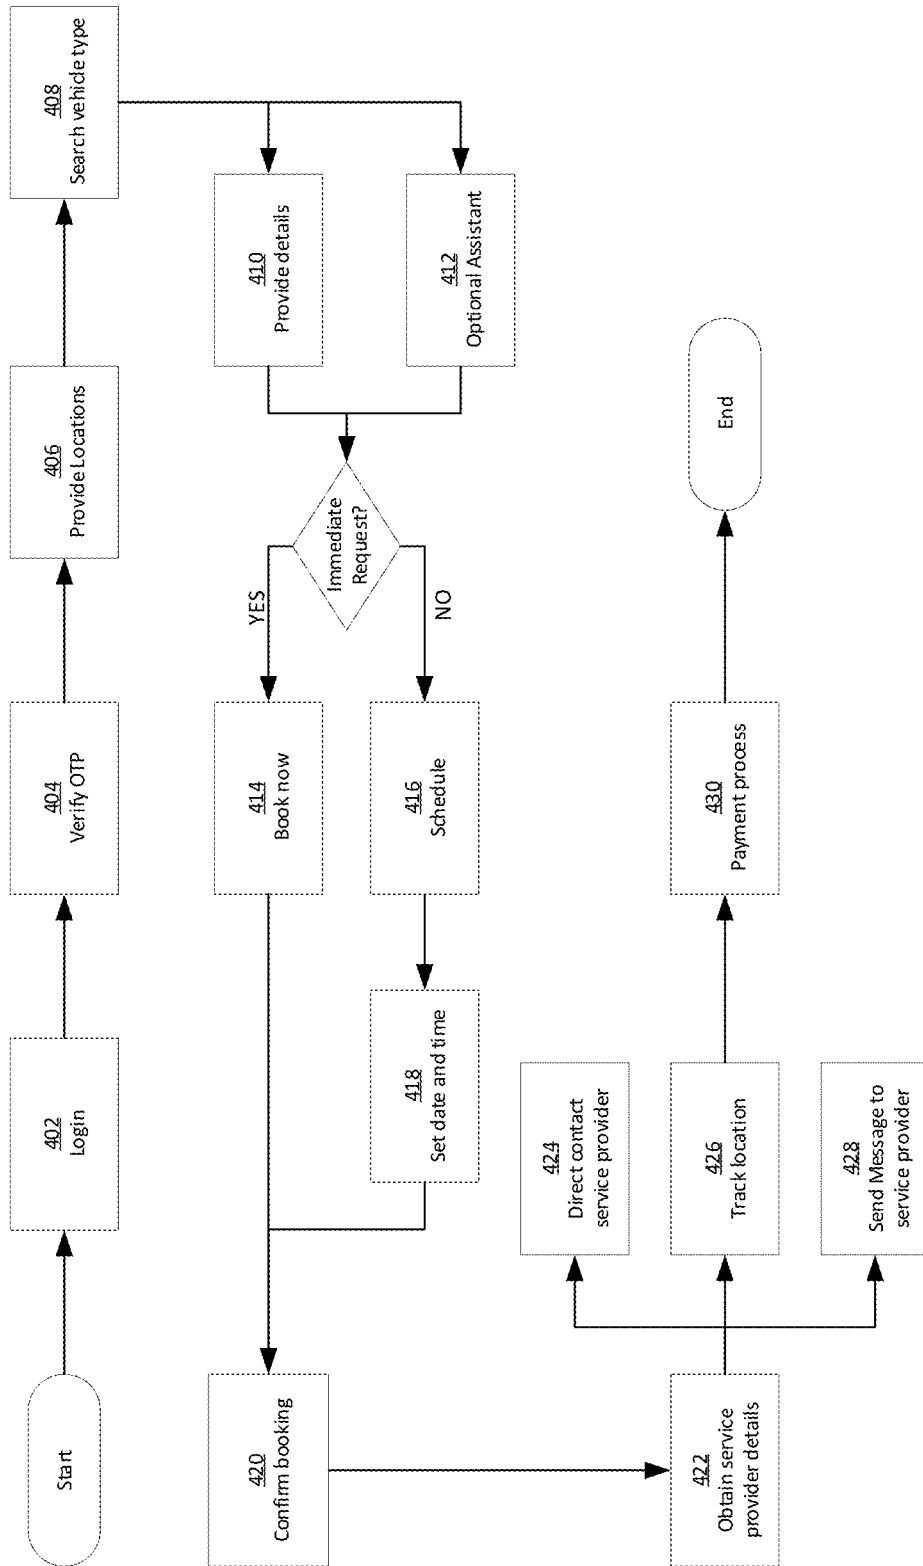 Start
402
Login
404
Verify OTP
406
Provide Locations
408
Search vehicle type
410
Provide details
412
Optional Assistant
Immediate
Request?
YES
NO
414
Book now
416
Schedule
418
Set date and time
420
Confirm booking
422
Obtain service
provider details
424
Direct contact
service provider
426
Track location
428
Send Message to
service provider
430
Payment process
End